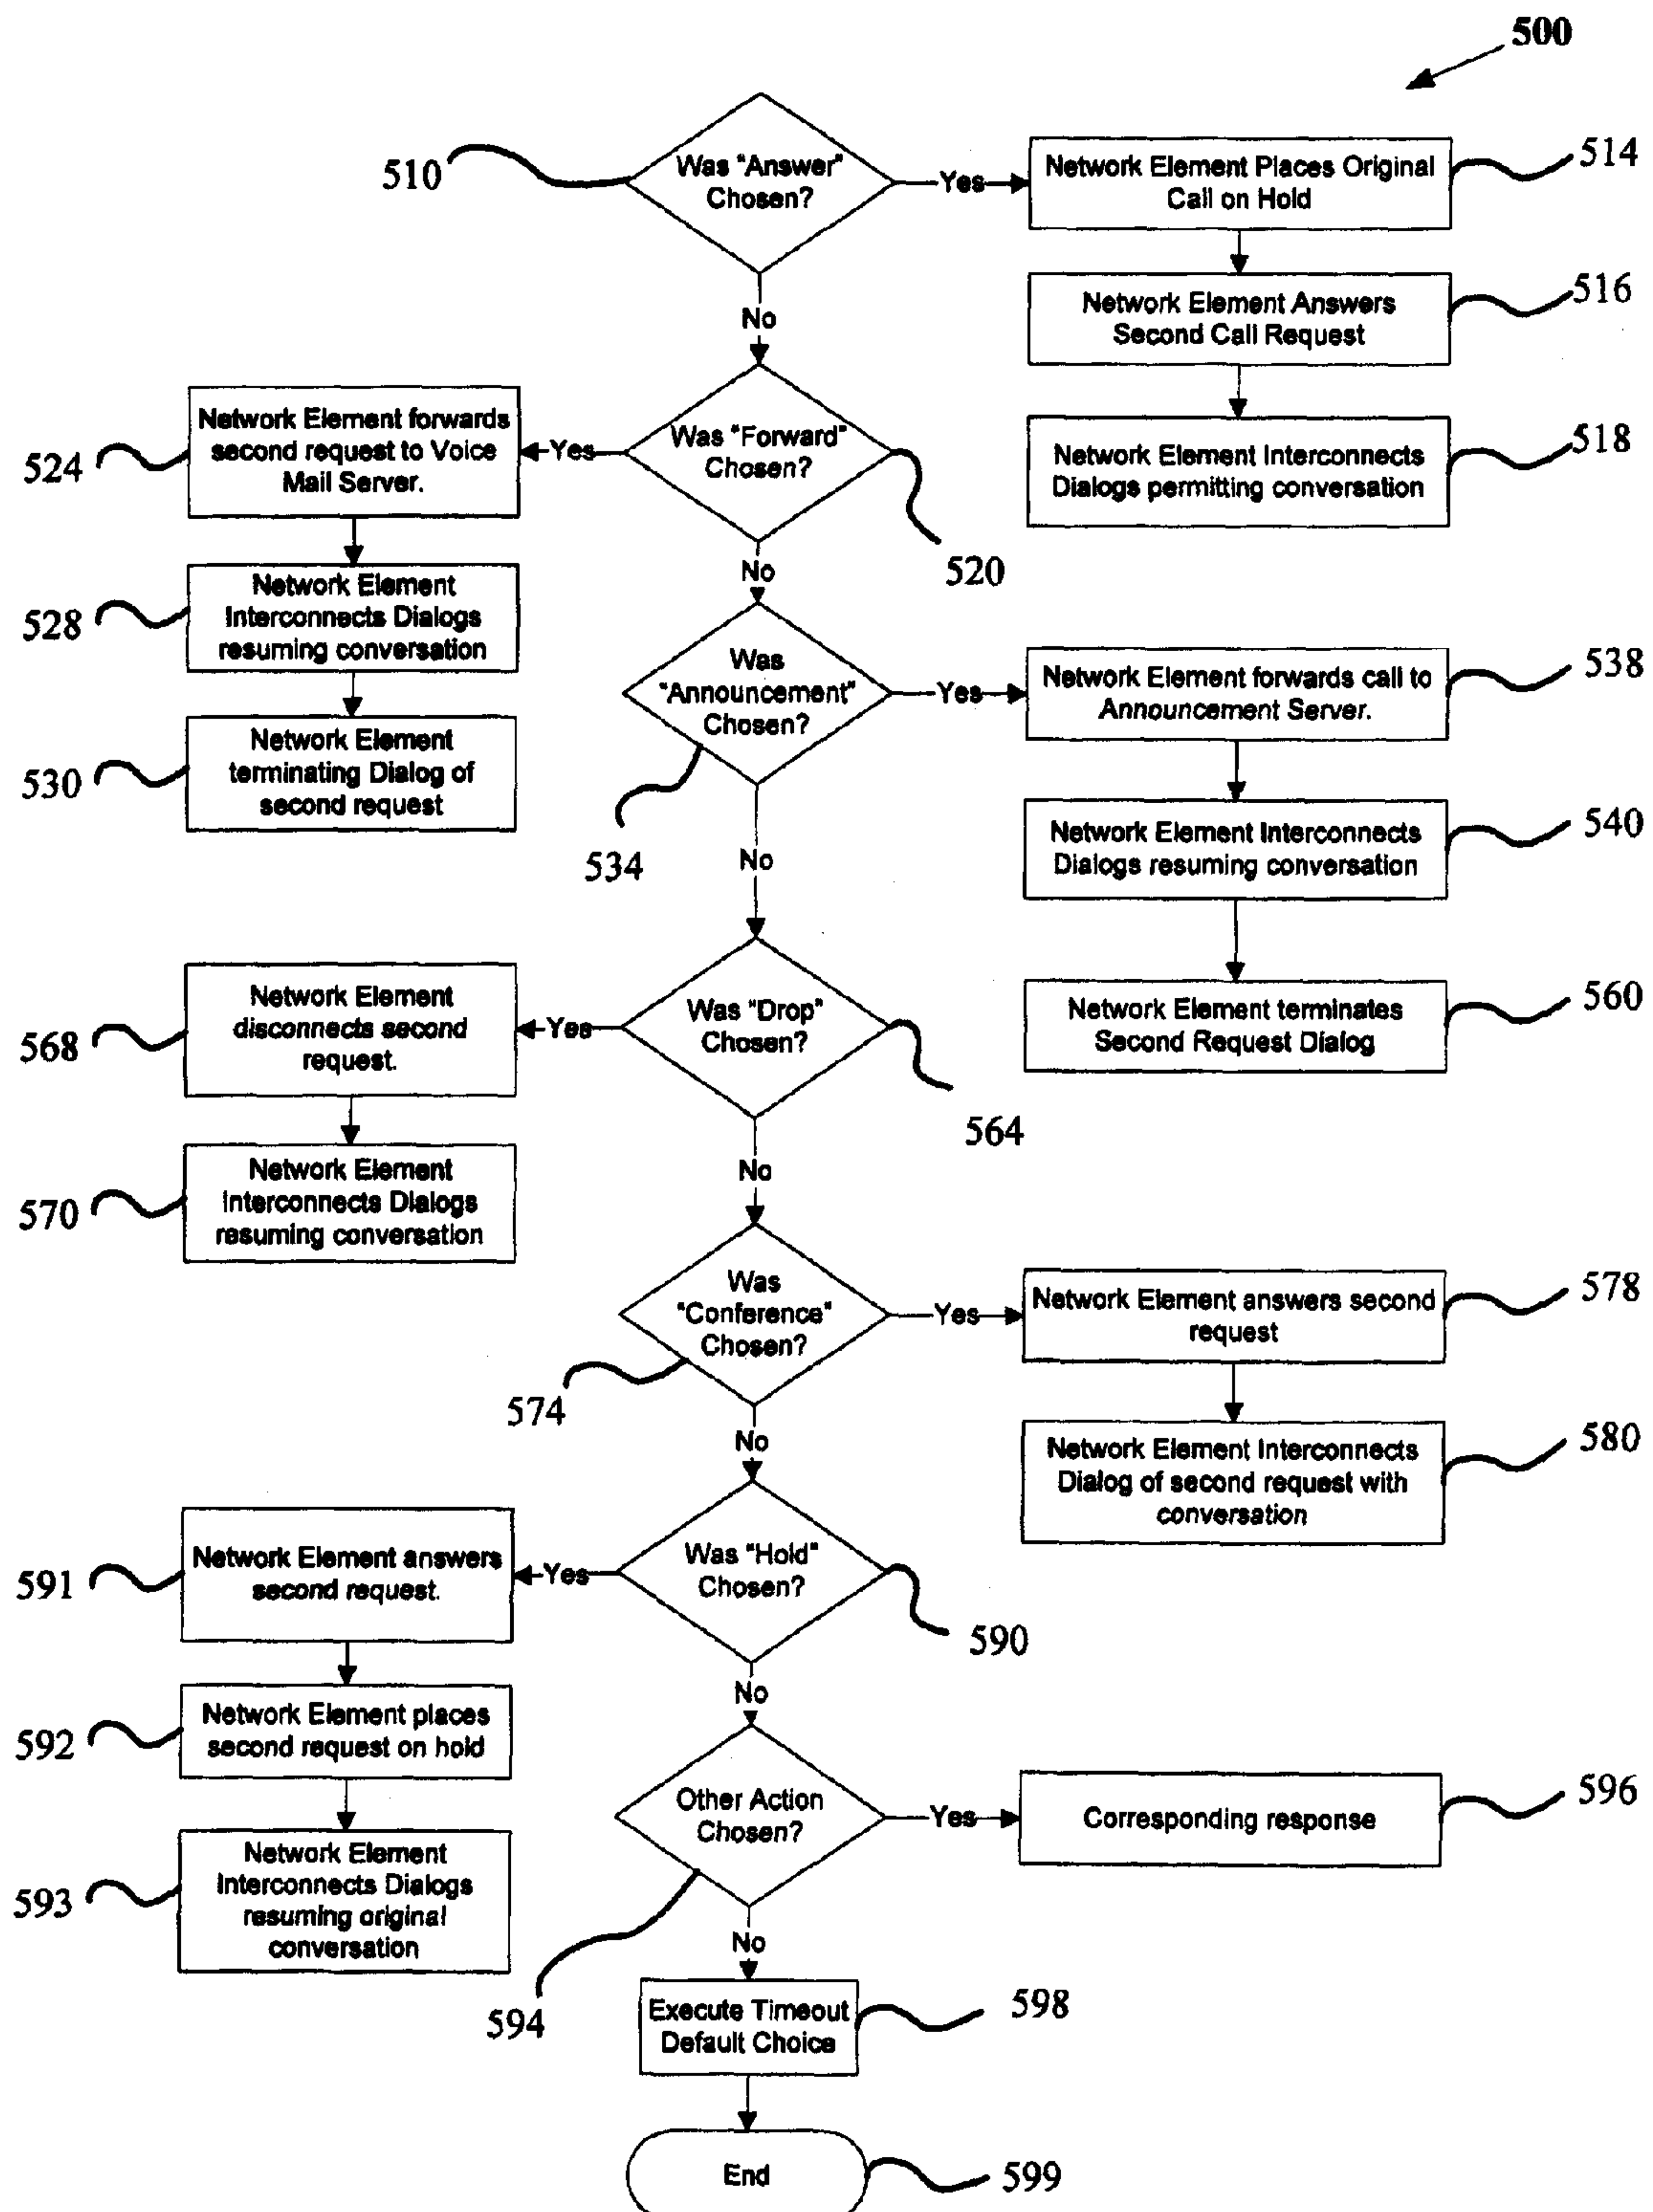 500
510
Was "Answer"
Chosen?
Yes
Network Element Places Original
Call on Hold
514
Network Element Answers
Second Call Request
516
No
Network Element Interconnects
Dialogs permitting conversation
518
Was "Forward"
Chosen?
520
Yes
Network Element forwards
second request to Voice
Mail Server.
524
Network Element
Interconnects Dialogs
resuming conversation
528
Network Element
terminating Dialog of
second request
530
No
Was
"Announcement"
Chosen?
534
Yes
Network Element forwards call to
Announcement Server.
538
Network Element Interconnects
Dialogs resuming conversation
540
Network Element terminates
Second Request Dialog
560
No
Was "Drop"
Chosen?
564
Yes
Network Element
disconnects second
request.
568
Network Element
Interconnects Dialogs
resuming conversation
570
No
Was
"Conference"
Chosen?
574
Yes
Network Element answers second
request
578
Network Element Interconnects
Dialog of second request with
conversation
580
No
Was "Hold"
Chosen?
590
Yes
Network Element answers
second request.
591
Network Element places
second request on hold
592
Network Element
Interconnects Dialogs
resuming original
conversation
593
No
Other Action
Chosen?
594
Yes
Corresponding response
596
No
Execute Timeout
Default Choice
598
End
599